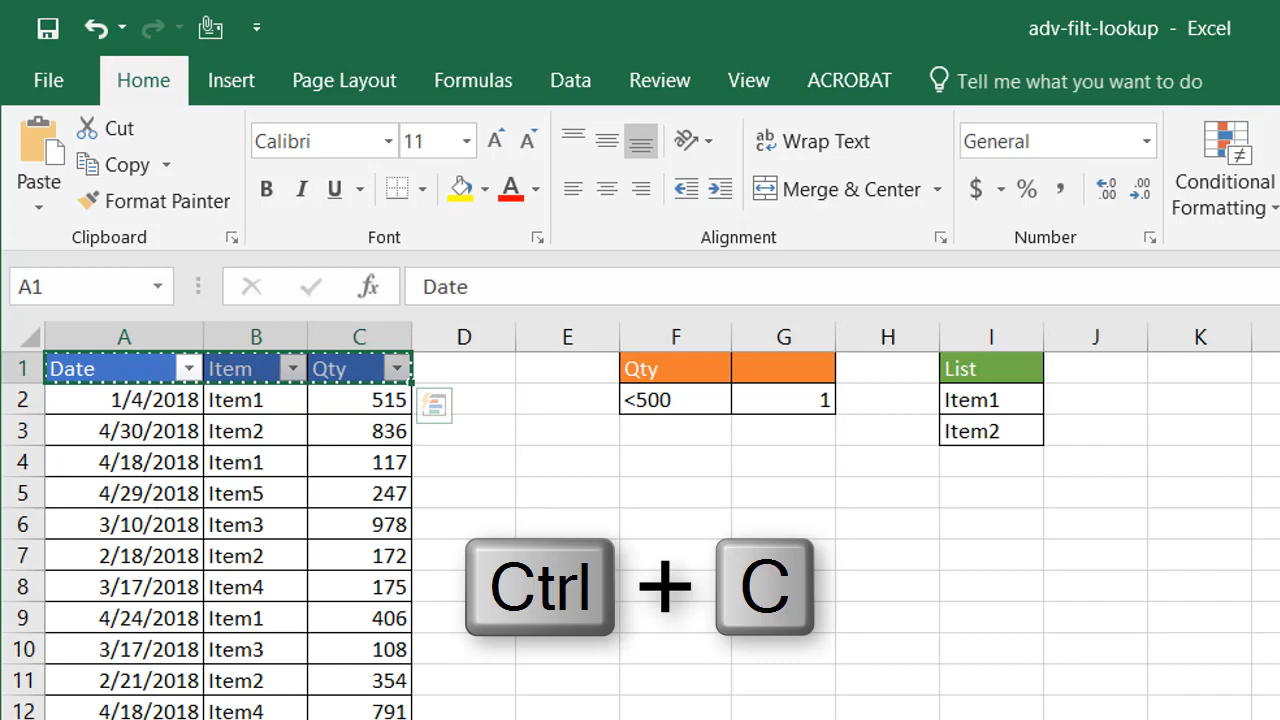 adv-filt-lookup - Excel
File Home Insert Page Layout Formulas Data Review View ACROBAT Tell me what you want to do
Paste
Cut
Copy
Format Painter
Clipboard
Calibri 11 A A
B I U A
Font
ab
c Wrap Text
Merge & Center
Alignment
General
$ % , .0 .00 .00 .0
Number
Conditional
Formatting
A1 fx Date
A B C D E F G H I J K
1 Date Item Qty Qty List
2 1/4/2018 Item1 515 <500 1 Item1
3 4/30/2018 Item2 836 Item2
4 4/18/2018 Item1 117
5 4/29/2018 Item5 247
6 3/10/2018 Item3 978
7 2/18/2018 Item2 172
8 3/17/2018 Item4 175
9 4/24/2018 Item1 406
10 3/17/2018 Item3 108
11 2/21/2018 Item2 354
12 4/18/2018 Item4 791
Ctrl + C